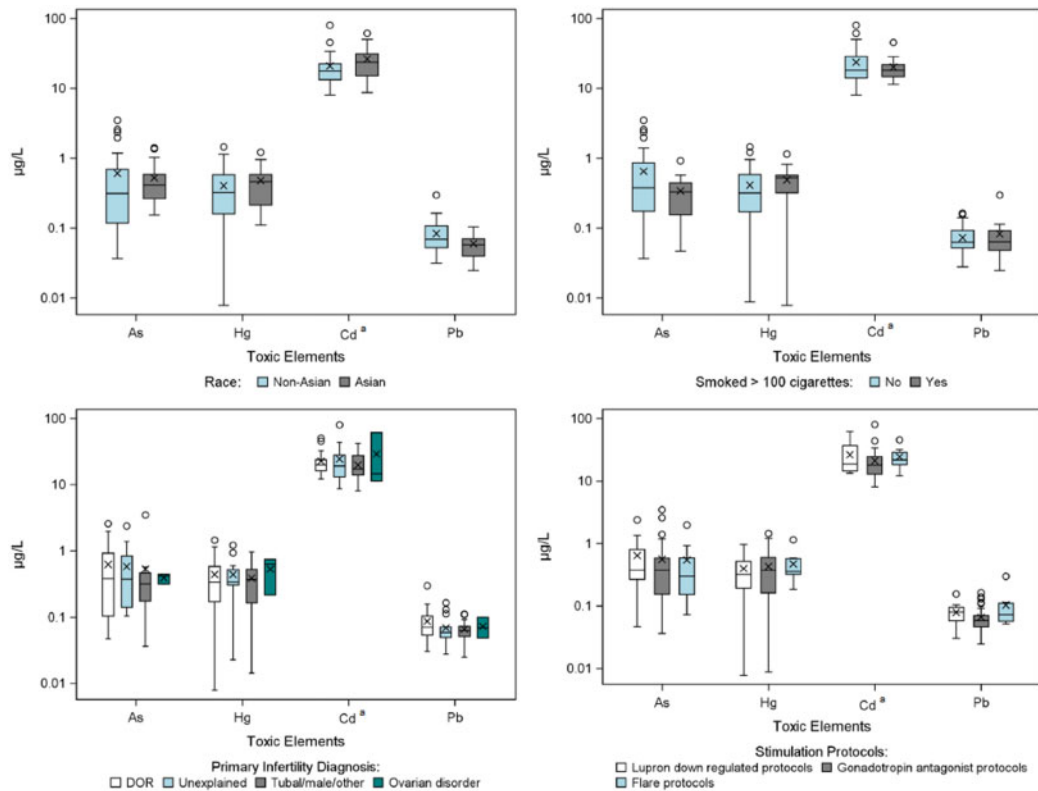 100
10
1
0.1
0.01
µg/L
As Hg Cd a Pb
Toxic Elements
Race: Non-Asian Asian
100
10
1
0.1
0.01
µg/L
As Hg Cd a Pb
Toxic Elements
Smoked > 100 cigarettes: No Yes
100
10
1
0.1
0.01
µg/L
As Hg Cd a Pb
Toxic Elements
Primary Infertility Diagnosis:
DOR Unexplained Tubal/male/other Ovarian disorder
100
10
1
0.1
0.01
µg/L
As Hg Cd a Pb
Toxic Elements
Stimulation Protocols:
Lupron down regulated protocols Gonadotropin antagonist protocols
Flare protocols